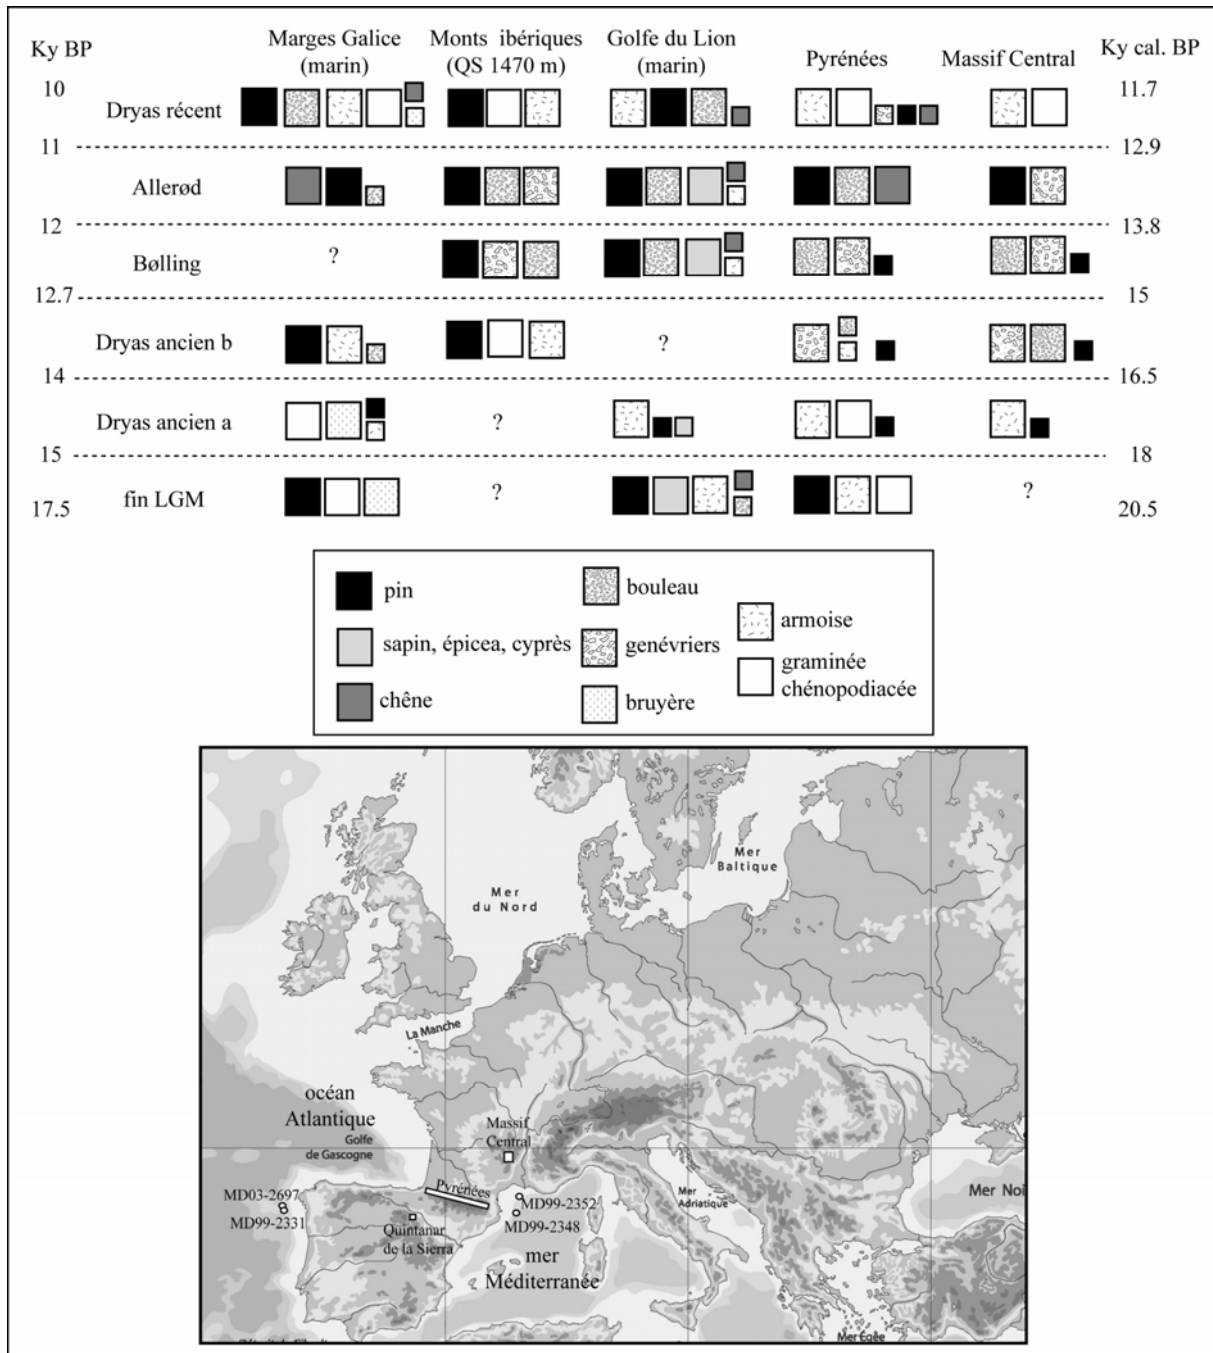 Ky BP
Marges Galice
(marin)
Monts ibériques
(QS 1470 m)
Golfe du Lion
(marin)
Pyrénées
Massif Central
Ky cal. BP
10
11.7
Dryas récent
11
12.9
Allerød
12
13.8
Bølling
?
12.7
15
Dryas ancien b
?
14
16.5
Dryas ancien a
?
15
18
fin LGM
?
?
17.5
20.5
pin
bouleau
armoise
sapin, épicea, cyprès
genévriers
graminée
chénopodiacée
chêne
bruyère
Mer
Baltique
Mer
du Nord
La Manche
océan
Atlantique
Golfe
de Gascogne
Massif
Central
Pyrénées
MD03-2697
MD99-2331
MD99-2352
MD99-2348
Quintanar
de la Sierra
mer
Méditerranée
Mer
Adriatique
Mer Noi
Mer Egée